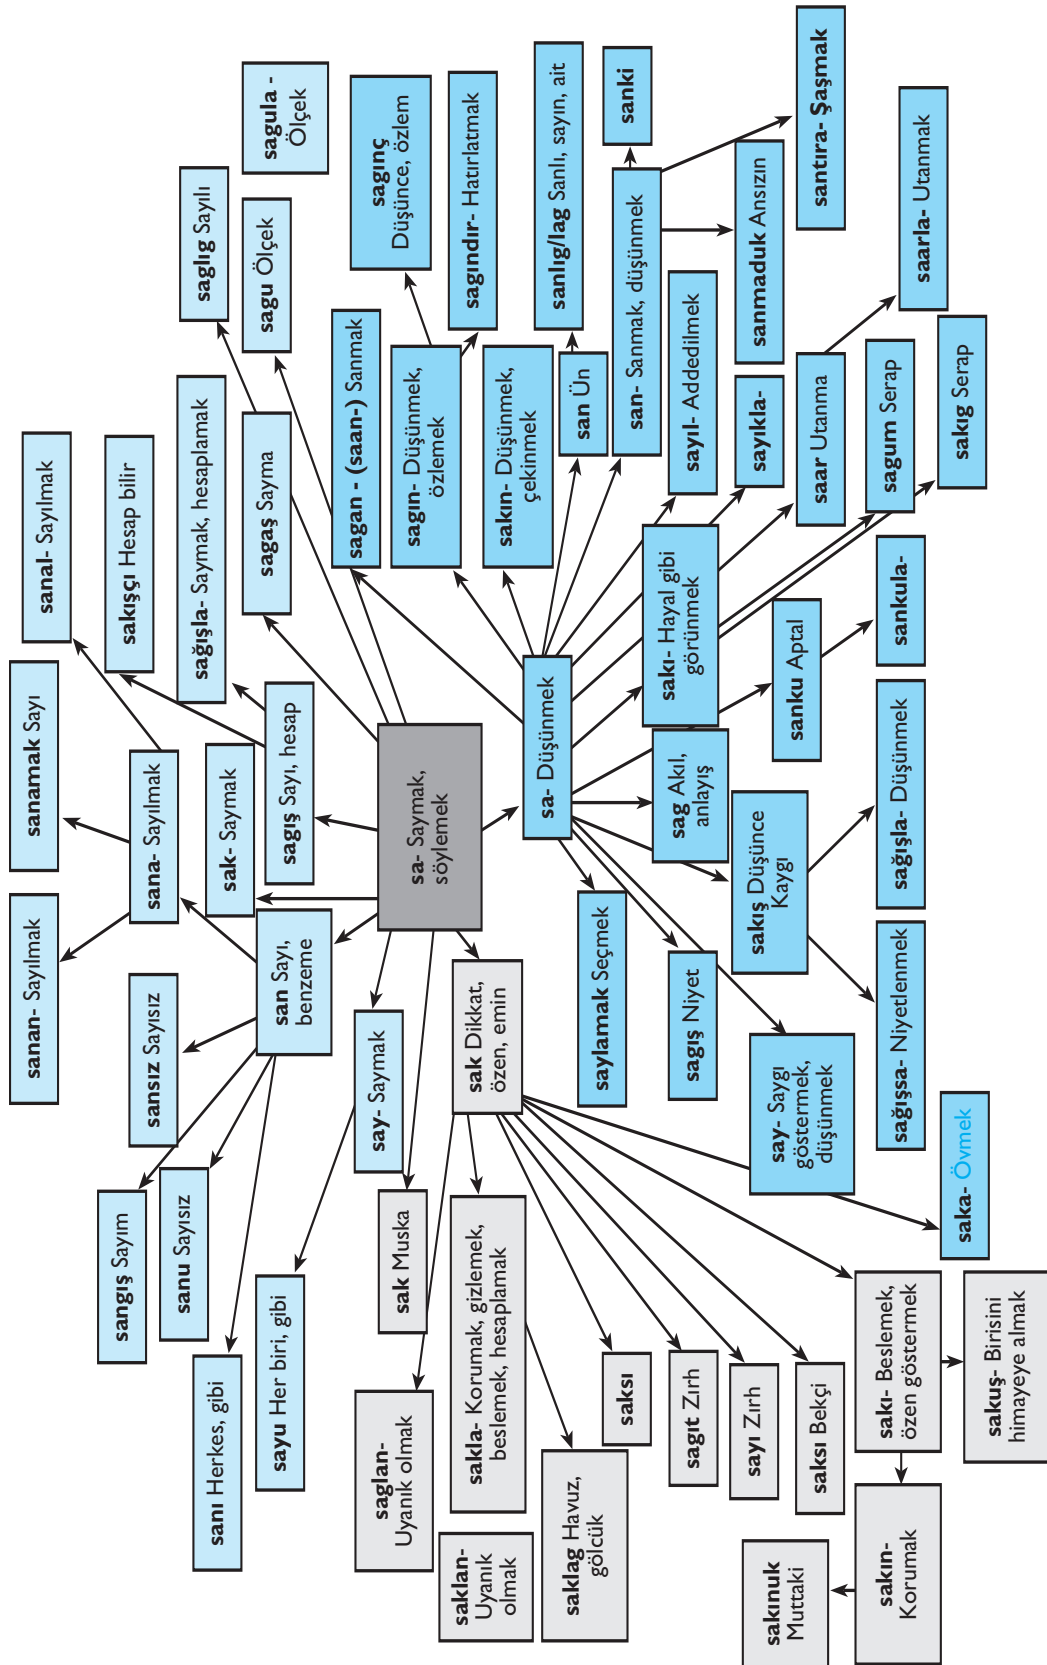 sanan- Sayılmak
sanamak Sayı
sanal- Sayılmak
sakışçı Hesap bilir
saglıg Sayılı
sagula -
Ölçek
sansız Sayısız
sana- Sayılmak
sağışla- Saymak, hesaplamak
sagu Ölçek
sangış Sayım
sanu Sayısız
san Sayı,
benzeme
sak- Saymak
sagış Sayı, hesap
sagaş Sayma
sanı Herkes, gibi
sayu Her biri, gibi
say- Saymak
sa- Saymak,
söylemek
sagan - (saan-) Sanmak
sagınç
Düşünce, özlem
sagın- Düşünmek,
özlemek
sagındır- Hatırlatmak
sakın- Düşünmek,
çekinmek
san Ün
sanlıg/lag Sanlı, sayın, ait
sanki
san- Sanmak, düşünmek
sak Muska
sak Dikkat,
özen, emin
sa- Düşünmek
saglan-
Uyanık olmak
saklan-
Uyanık
olmak
sakla- Korumak, gizlemek,
beslemek, hesaplamak
saklag Havuz,
gölcük
saksı
sagıt Zırh
sayı Zırh
saksı Bekçi
saylamak Seçmek
sagış Niyet
sag Akıl,
anlayış
sakı- Hayal gibi
görünmek
sayıl- Addedilmek
sayıkla-
sanmaduk Ansızın
santıra- Şaşmak
sakış Düşünce
Kaygı
sanku Aptal
saar Utanma
saarla- Utanmak
say- Saygı
göstermek,
düşünmek
sağışsa- Niyetlenmek
sağışla- Düşünmek
sankula-
sagum Serap
sakıg Serap
saka- Övmek
sakı- Beslemek,
özen göstermek
sakuş- Birisini
himayeye almak
sakın-
Korumak
sakınuk
Muttaki